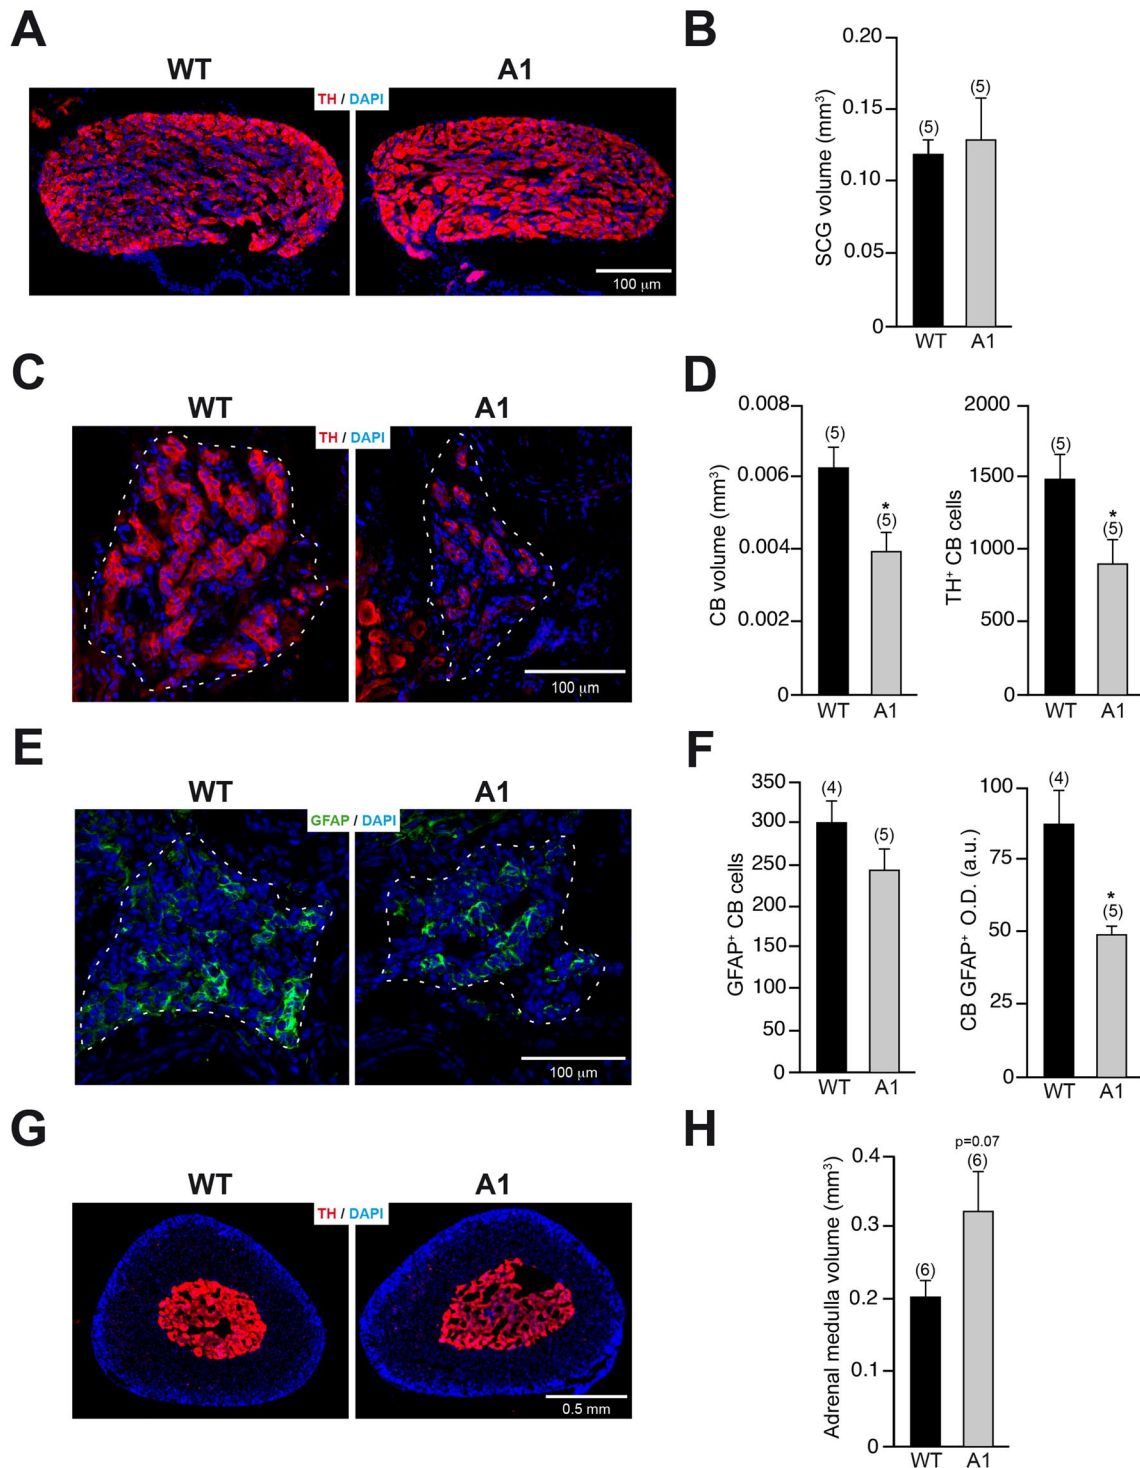 A
WT
A1
TH / DAPI
100 μm
B
SCG volume (mm³)
0.20
0.15
0.10
0.05
0
(5)
(5)
WT
A1
C
WT
A1
TH / DAPI
100 μm
D
CB volume (mm³)
0.008
0.006
0.004
0.002
0
(5)
*
(5)
WT
A1
TH⁺ CB cells
2000
1500
1000
500
0
(5)
*
(5)
WT
A1
E
WT
A1
GFAP / DAPI
100 μm
F
GFAP⁺ CB cells
350
300
250
200
150
100
50
0
(4)
(5)
WT
A1
CB GFAP⁺ O.D. (a.u.)
100
75
50
25
0
(4)
*
(5)
WT
A1
G
WT
A1
TH / DAPI
0.5 mm
H
Adrenal medulla volume (mm³)
0.4
0.3
0.2
0.1
0
(6)
p=0.07
(6)
WT
A1